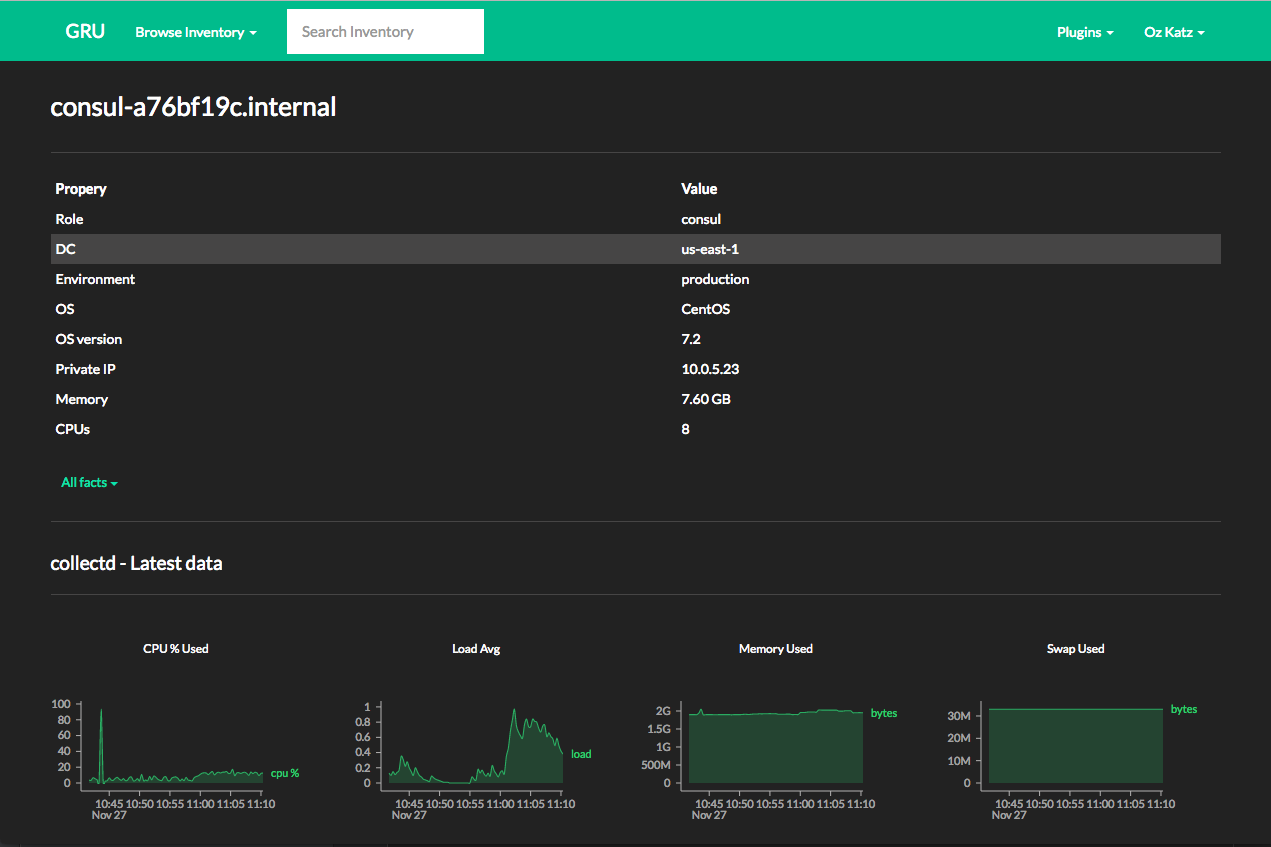 GRU Browse Inventory Search Inventory Plugins Oz Katz
consul-a76bf19c.internal
Propery Value
Role consul
DC us-east-1
Environment production
OS CentOS
OS version 7.2
Private IP 10.0.5.23
Memory 7.60 GB
CPUs 8
All facts
collectd - Latest data
CPU % Used
100
80
60
40
20
0
cpu %
10:45 10:50 10:55 11:00 11:05 11:10
Nov 27
Load Avg
1
0.8
0.6
0.4
0.2
0
load
10:45 10:50 10:55 11:00 11:05 11:10
Nov 27
Memory Used
2G
1.5G
1G
500M
0
bytes
10:45 10:50 10:55 11:00 11:05 11:10
Nov 27
Swap Used
30M
20M
10M
0
bytes
10:45 10:50 10:55 11:00 11:05 11:10
Nov 27